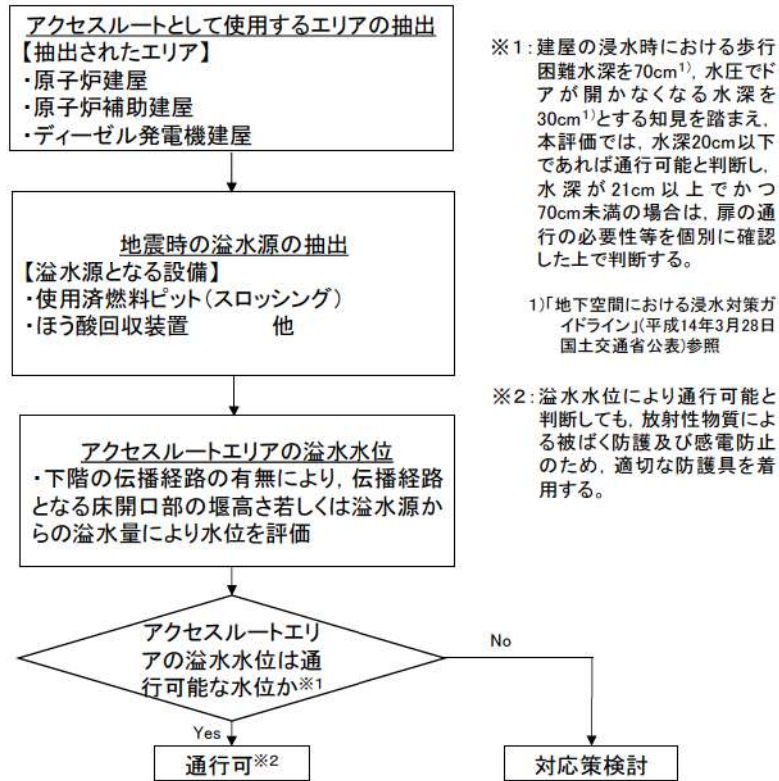 アクセスルートとして使用するエリアの抽出
【抽出されたエリア】
・原子炉建屋
・原子炉補助建屋
・ディーゼル発電機建屋
地震時の溢水源の抽出
【溢水源となる設備】
・使用済燃料ピット(スロッシング)
・ほう酸回収装置　　　他
アクセスルートエリアの溢水水位
・下階の伝播経路の有無により，伝播経路
となる床開口部の堰高さ若しくは溢水源か
らの溢水量により水位を評価
アクセスルートエリ
アの溢水水位は通
行可能な水位か※1
No
Yes
通行可※2
対応策検討
※1：建屋の浸水時における歩行
困難水深を70cm1)，水圧でド
アが開かなくなる水深を
30cm1)とする知見を踏まえ，
本評価では，水深20cm以下
であれば通行可能と判断し，
水深が21cm以上でかつ
70cm未満の場合は，扉の通
行の必要性等を個別に確認
した上で判断する。
1)「地下空間における浸水対策ガ
イドライン」(平成14年3月28日
国土交通省公表)参照
※2：溢水水位により通行可能と
判断しても，放射性物質によ
る被ばく防護及び感電防止
のため，適切な防護具を着
用する。